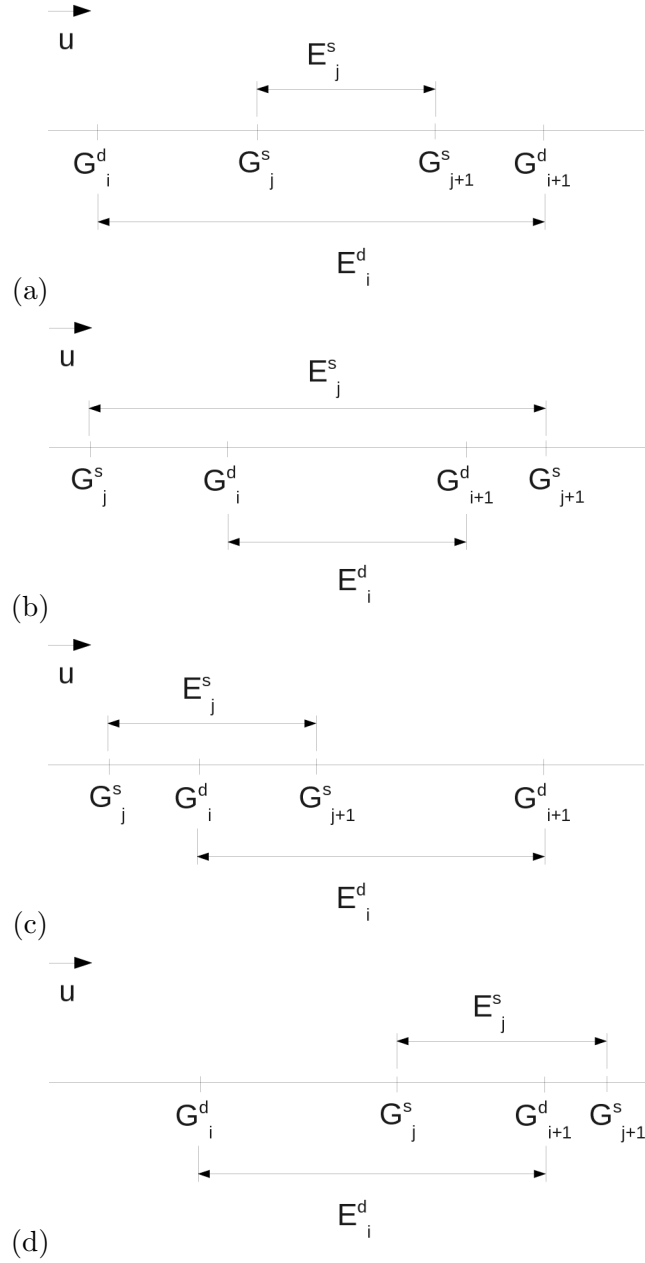 u
E^s_j
G^d_i G^s_j G^s_{j+1} G^d_{i+1}
E^d_i
(a)
u
E^s_j
G^s_j G^d_i G^d_{i+1} G^s_{j+1}
E^d_i
(b)
u
E^s_j
G^s_j G^d_i G^s_{j+1} G^d_{i+1}
E^d_i
(c)
u
E^s_j
G^d_i G^s_j G^d_{i+1} G^s_{j+1}
E^d_i
(d)